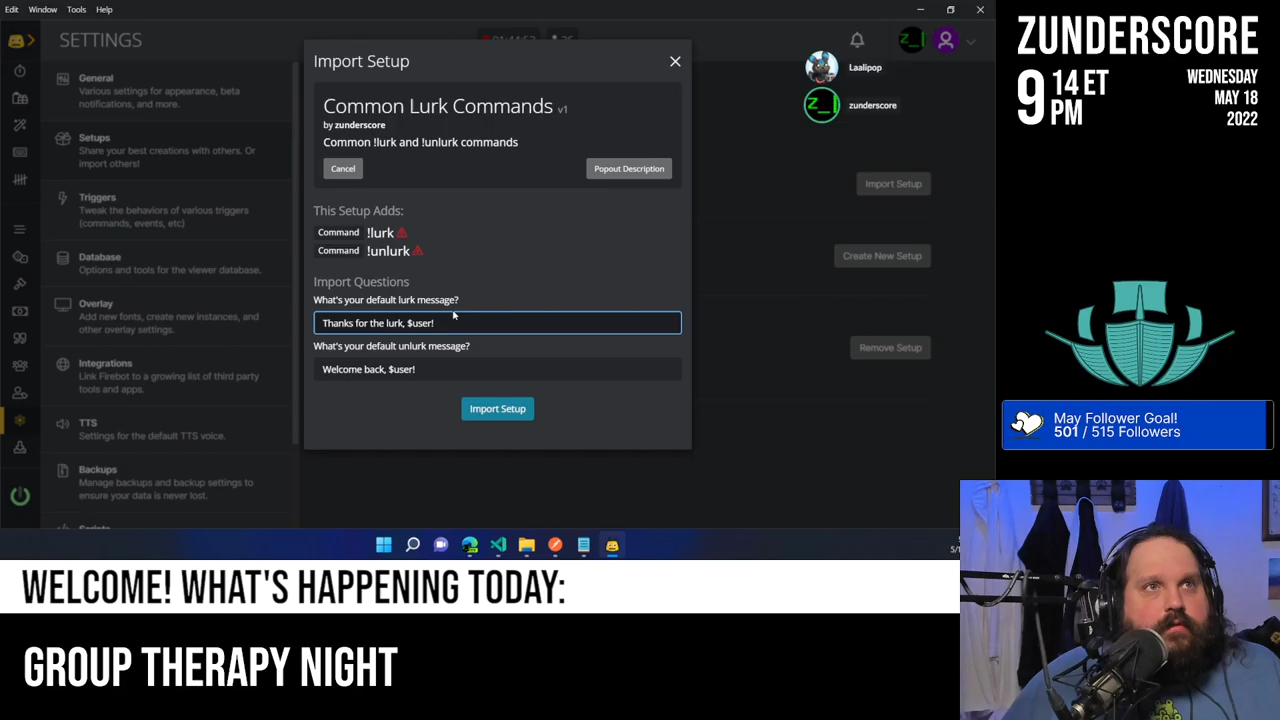 Edit Window Tools Help
SETTINGS
General
Various settings for appearance, beta
notifications, and more.
Setups
Share your best creations with others. Or
import others!
Triggers
Tweak the behaviors of various triggers
(commands, events, etc)
Database
Options and tools for the viewer database.
Overlay
Add new fonts, create new instances, and
other overlay settings.
Integrations
Link Firebot to a growing list of third party
tools and apps.
TTS
Settings for the default TTS voice.
Backups
Manage backups and backup settings to
ensure your data is never lost.
Import Setup
Common Lurk Commands v1
by zunderscore
Common !lurk and !unlurk commands
Cancel
Popout Description
This Setup Adds:
Command !lurk
Command !unlurk
Import Questions
What's your default lurk message?
Thanks for the lurk, $user!
What's your default unlurk message?
Welcome back, $user!
Import Setup
z_|
Laalipop
z_| zunderscore
Import Setup
Create New Setup
Remove Setup
ZUNDERSCORE
9 14 ET
PM
WEDNESDAY
MAY 18
2022
May Follower Goal!
501 / 515 Followers
WELCOME! WHAT'S HAPPENING TODAY:
GROUP THERAPY NIGHT